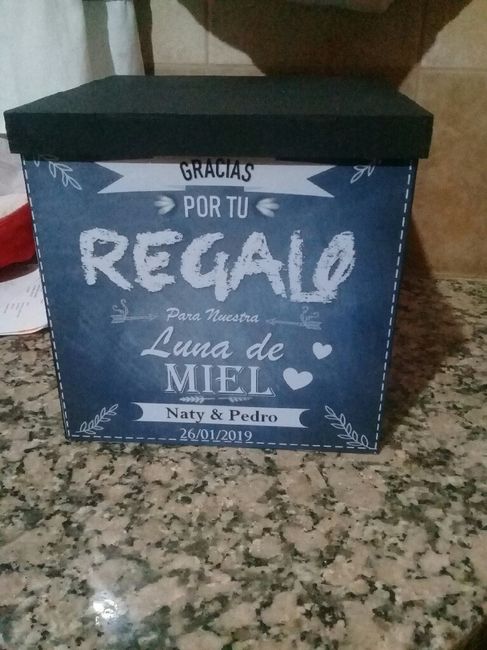 GRACIAS
POR TU
REGALO
Para Nuestra
Luna de
MIEL
Naty & Pedro
26/01/2019